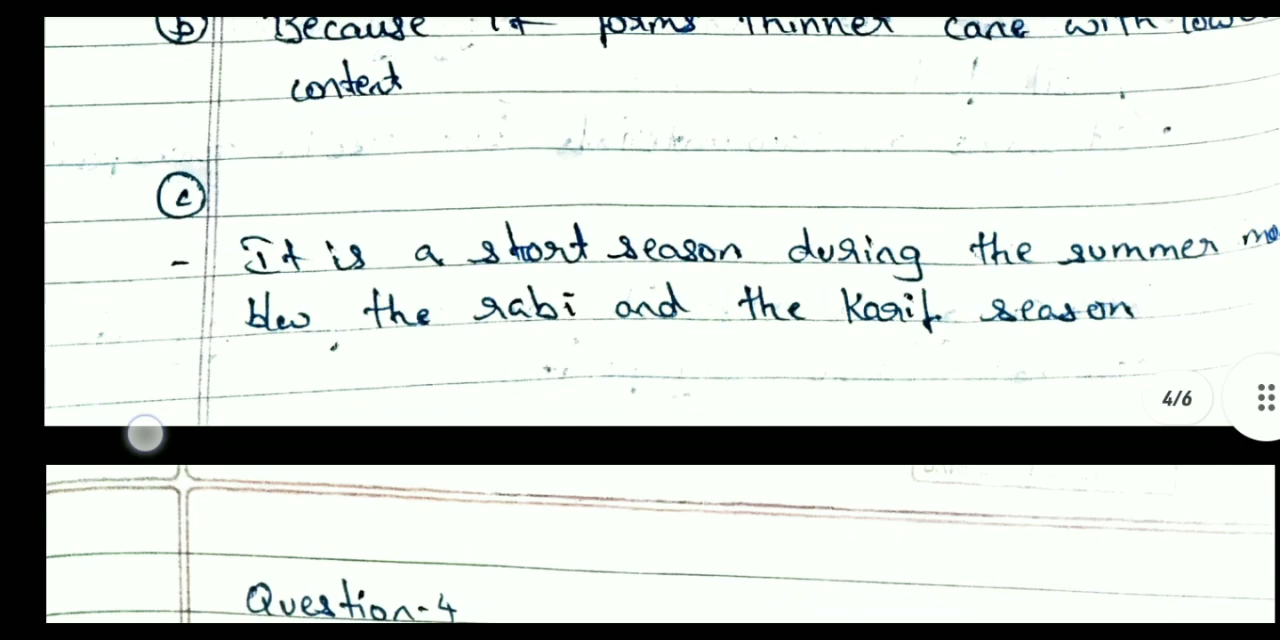 (b) Because it forms thinner cane with low
content
(c)
- It is a short season during the summer
b/w the rabi and the Karif season
4/6
Question-4